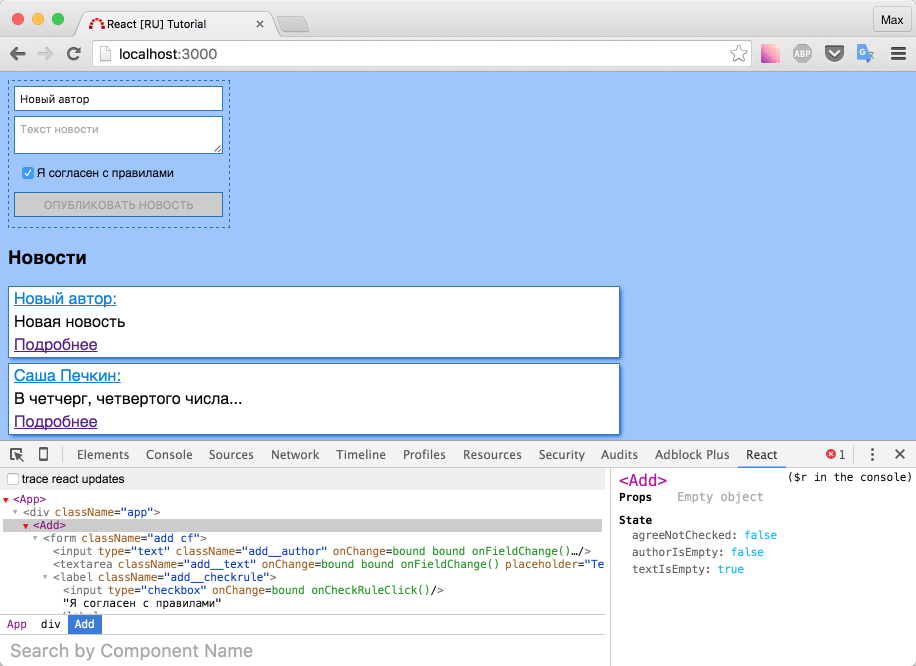 React [RU] Tutorial
Max
localhost:3000
ABP
Новый автор
Текст новости
Я согласен с правилами
ОПУБЛИКОВАТЬ НОВОСТЬ
Новости
Новый автор:
Новая новость
Подробнее
Саша Печкин:
В четчерг, четвертого числа...
Подробнее
Elements Console Sources Network Timeline Profiles Resources Security Audits Adblock Plus React 1
trace react updates
<App>
<div className="app">
<Add>
<form className="add cf">
<input type="text" className="add__author" onChange=bound bound onFieldChange()…/>
<textarea className="add__text" onChange=bound bound onFieldChange() placeholder="Te
<label className="add__checkrule">
<input type="checkbox" onChange=bound onCheckRuleClick()/>
"Я согласен с правилами"
App div Add
Search by Component Name
<Add> ($r in the console)
Props Empty object
State
agreeNotChecked: false
authorIsEmpty: false
textIsEmpty: true